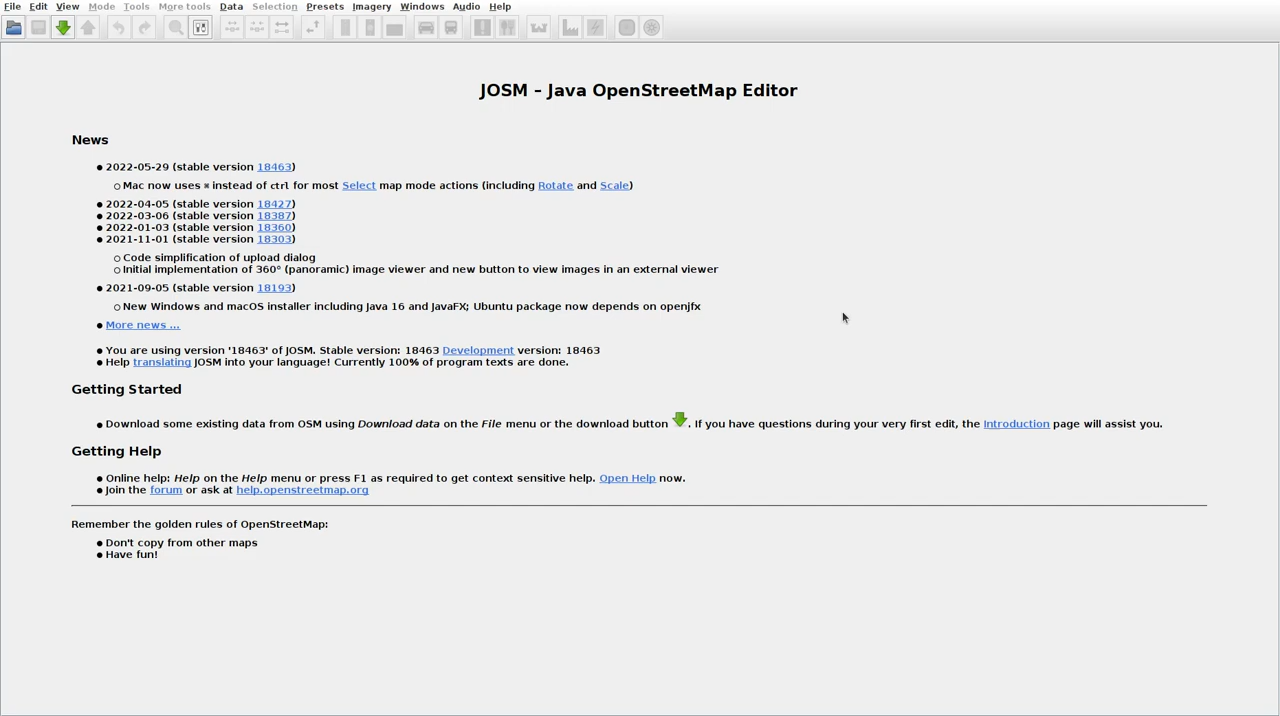 File Edit View Mode Tools More tools Data Selection Presets Imagery Windows Audio Help
JOSM – Java OpenStreetMap Editor
News
2022-05-29 (stable version 18463)
Mac now uses ⌘ instead of ctrl for most Select map mode actions (including Rotate and Scale)
2022-04-05 (stable version 18427)
2022-03-06 (stable version 18387)
2022-01-03 (stable version 18360)
2021-11-01 (stable version 18303)
Code simplification of upload dialog
Initial implementation of 360° (panoramic) image viewer and new button to view images in an external viewer
2021-09-05 (stable version 18193)
New Windows and macOS installer including Java 16 and JavaFX; Ubuntu package now depends on openjfx
More news ...
You are using version '18463' of JOSM. Stable version: 18463 Development version: 18463
Help translating JOSM into your language! Currently 100% of program texts are done.
Getting Started
Download some existing data from OSM using Download data on the File menu or the download button . If you have questions during your very first edit, the Introduction page will assist you.
Getting Help
Online help: Help on the Help menu or press F1 as required to get context sensitive help. Open Help now.
Join the forum or ask at help.openstreetmap.org
Remember the golden rules of OpenStreetMap:
Don't copy from other maps
Have fun!